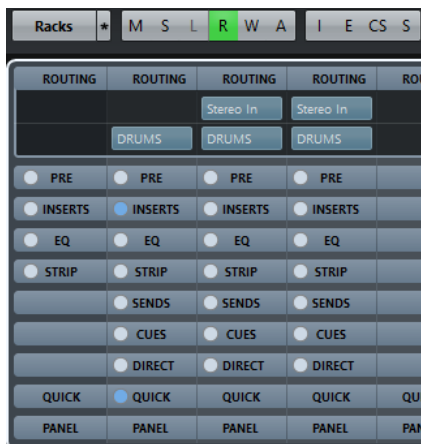 Racks * M S L R W A I E CS S
ROUTING ROUTING ROUTING ROUTING ROU
Stereo In Stereo In
DRUMS DRUMS DRUMS
PRE PRE PRE PRE
INSERTS INSERTS INSERTS INSERTS
EQ EQ EQ EQ
STRIP STRIP STRIP STRIP
SENDS SENDS SENDS
CUES CUES CUES
DIRECT DIRECT DIRECT
QUICK QUICK QUICK QUICK QU
PANEL PANEL PANEL PANEL PAN